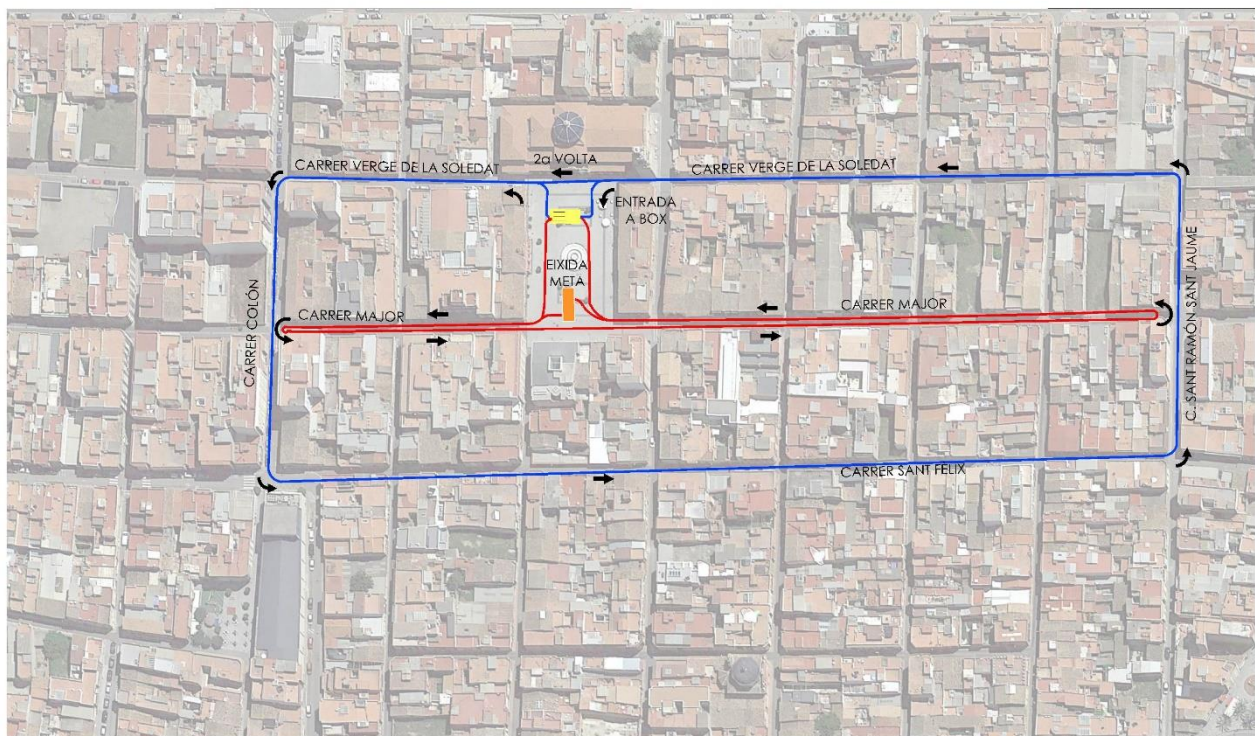 2a VOLTA
CARRER VERGE DE LA SOLEDAT
CARRER VERGE DE LA SOLEDAT
ENTRADA
A BOX
EIXIDA
META
CARRER MAJOR
CARRER MAJOR
CARRER COLÓN
C..SANT RAMÓN SANT JAUME
CARRER SANT FELIX